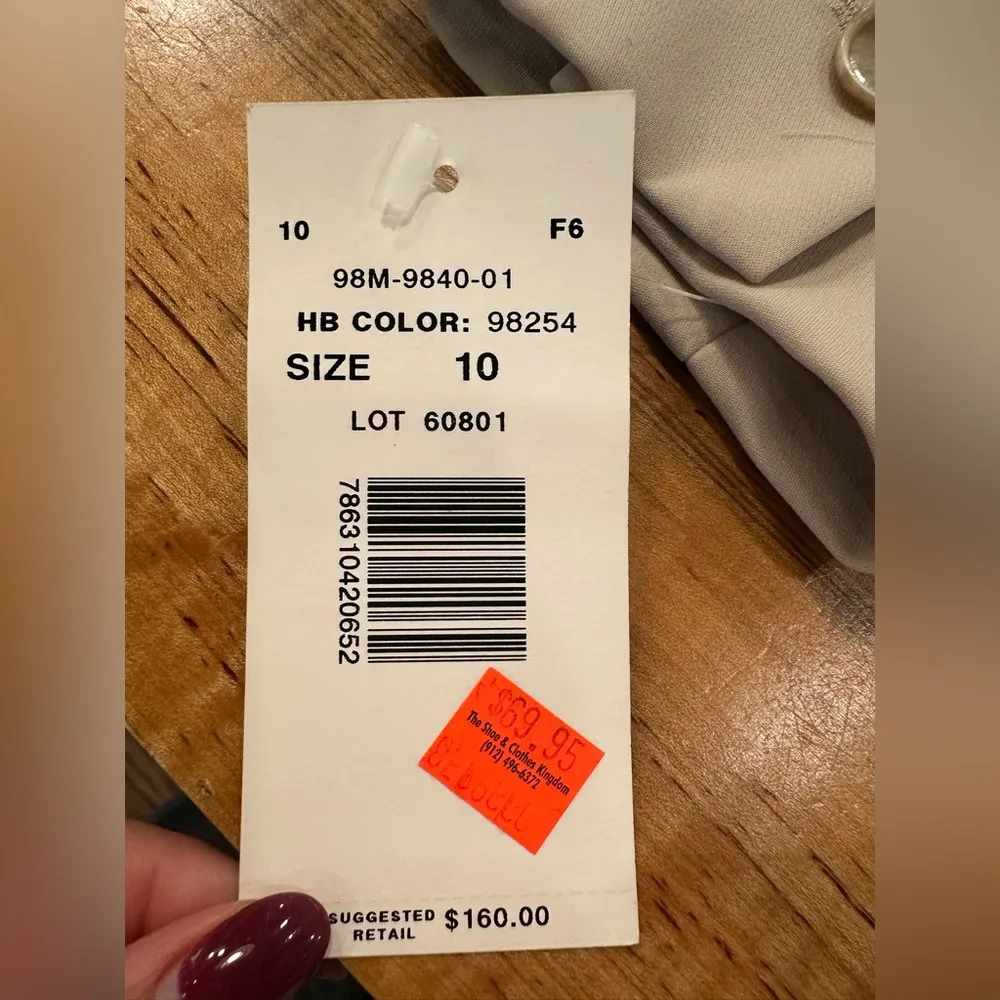 10 F6
98M-9840-01
HB COLOR: 98254
SIZE 10
LOT 60801
786310420652
$69.95
The Shoe & Clothes Kingdom
(912) 496-6372
SUGGESTED
RETAIL $160.00